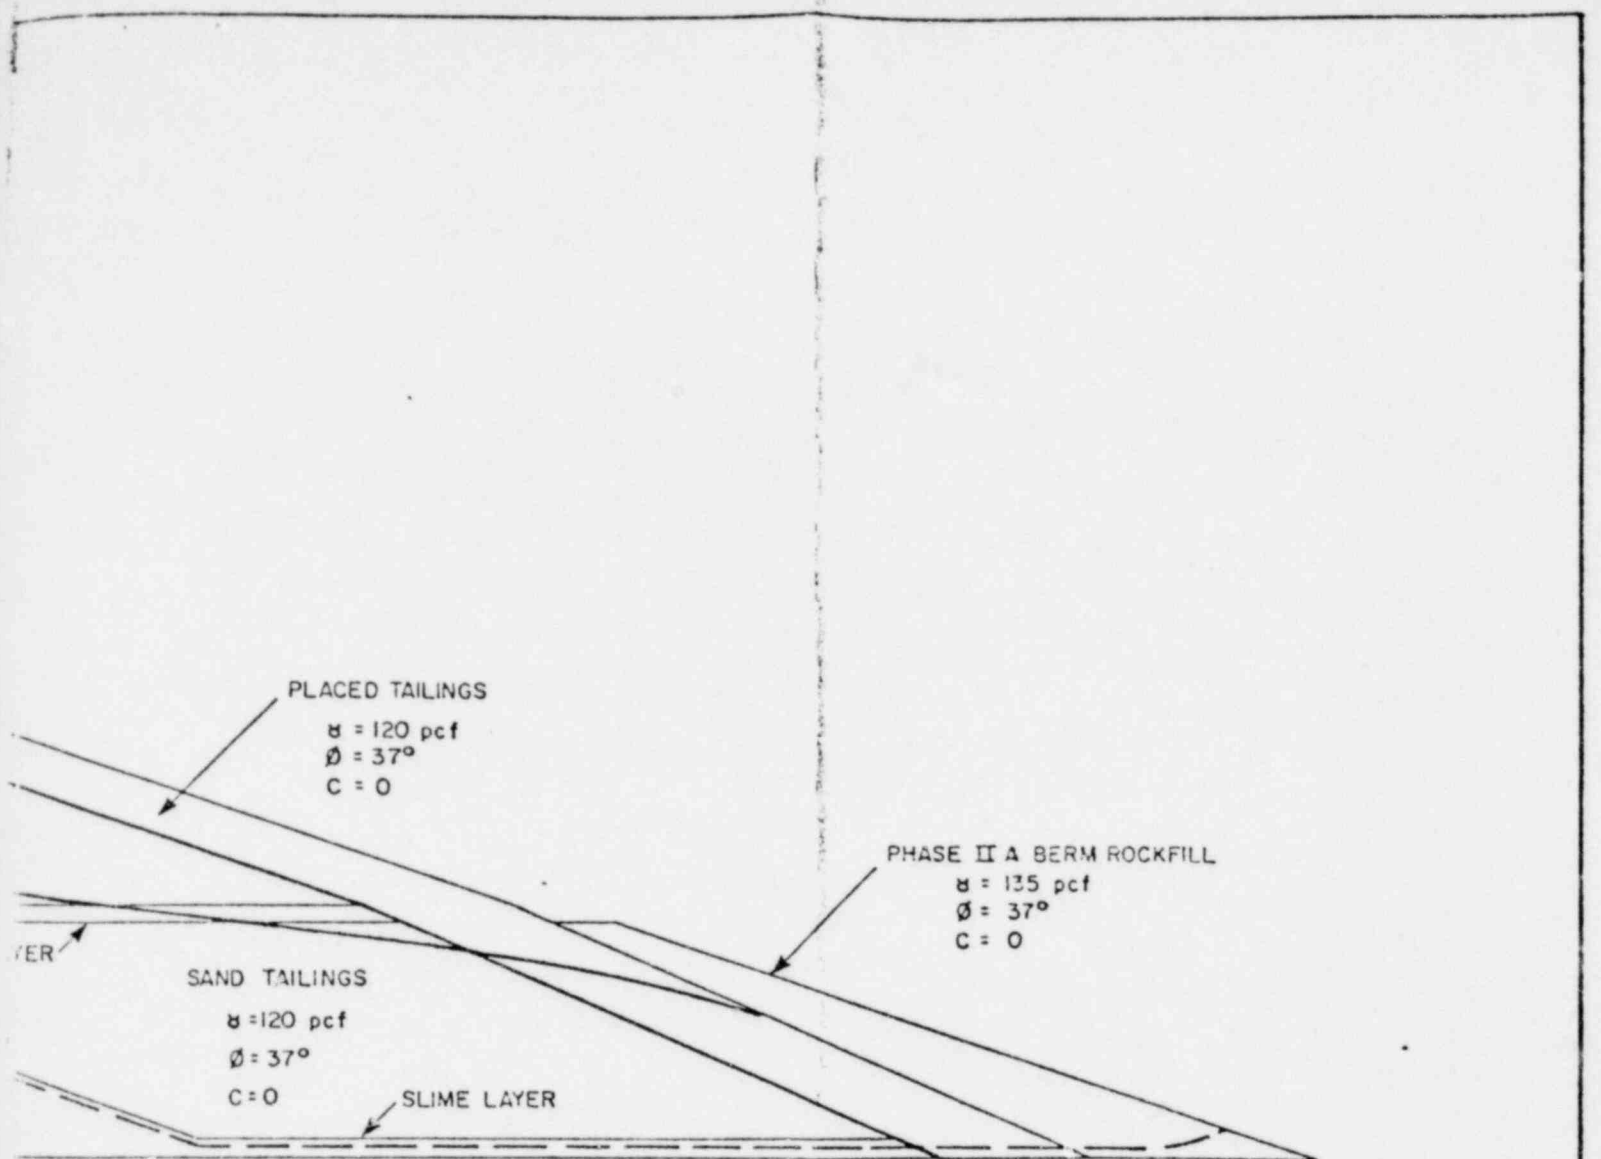 PLACED TAILINGS
ɣ = 120 pcf
Ø = 37°
C = 0
PHASE II A BERM ROCKFILL
ɣ = 135 pcf
Ø = 37°
C = 0
YER
SAND TAILINGS
ɣ = 120 pcf
Ø = 37°
C = 0
SLIME LAYER